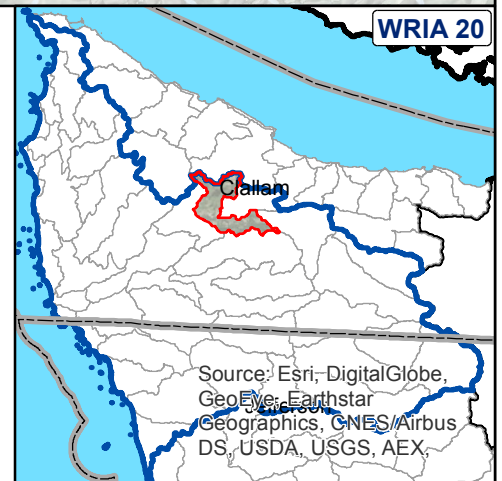 WRIA 20
Clallam
Source: Esri, DigitalGlobe,
GeoEye, Earthstar
Geographics, CNES/Airbus
DS, USDA, USGS, AEX,